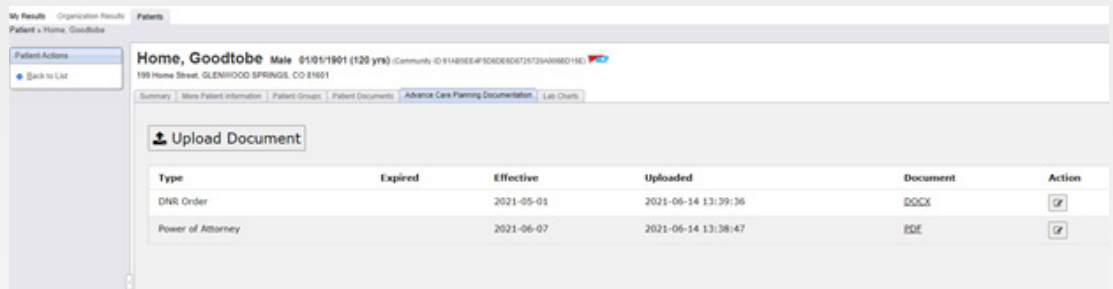 My Results Organization Results Patients
Patient » Home, Goodtobe
Patient Actions
Back to List
Home, Goodtobe Male 01/01/1901 (120 yrs) (Community ID
199 Home Street, GLENWOOD SPRINGS, CO 81601
Summary More Patient Information Patient Groups Patient Documents Advance Care Planning Documentation Lab Charts
Upload Document
Type Expired Effective Uploaded Document Action
DNR Order 2021-05-01 2021-06-14 13:39:36 DOCX
Power of Attorney 2021-06-07 2021-06-14 13:38:47 PDF